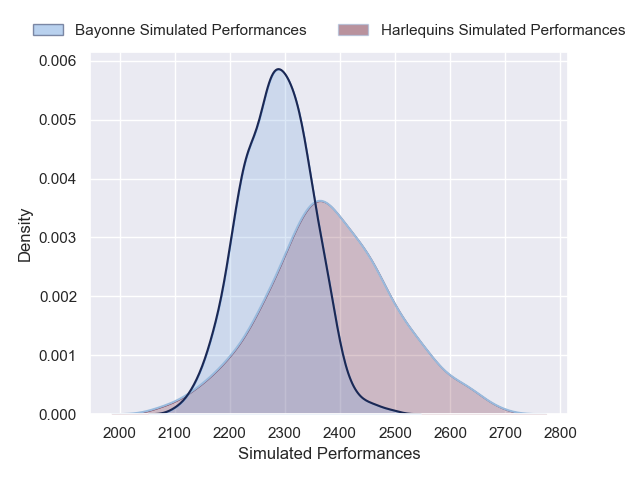 Bayonne Simulated Performances Harlequins Simulated Performances
0.006
0.005
0.004
0.003
0.002
0.001
0.000
Density
2000 2100 2200 2300 2400 2500 2600 2700 2800
Simulated Performances